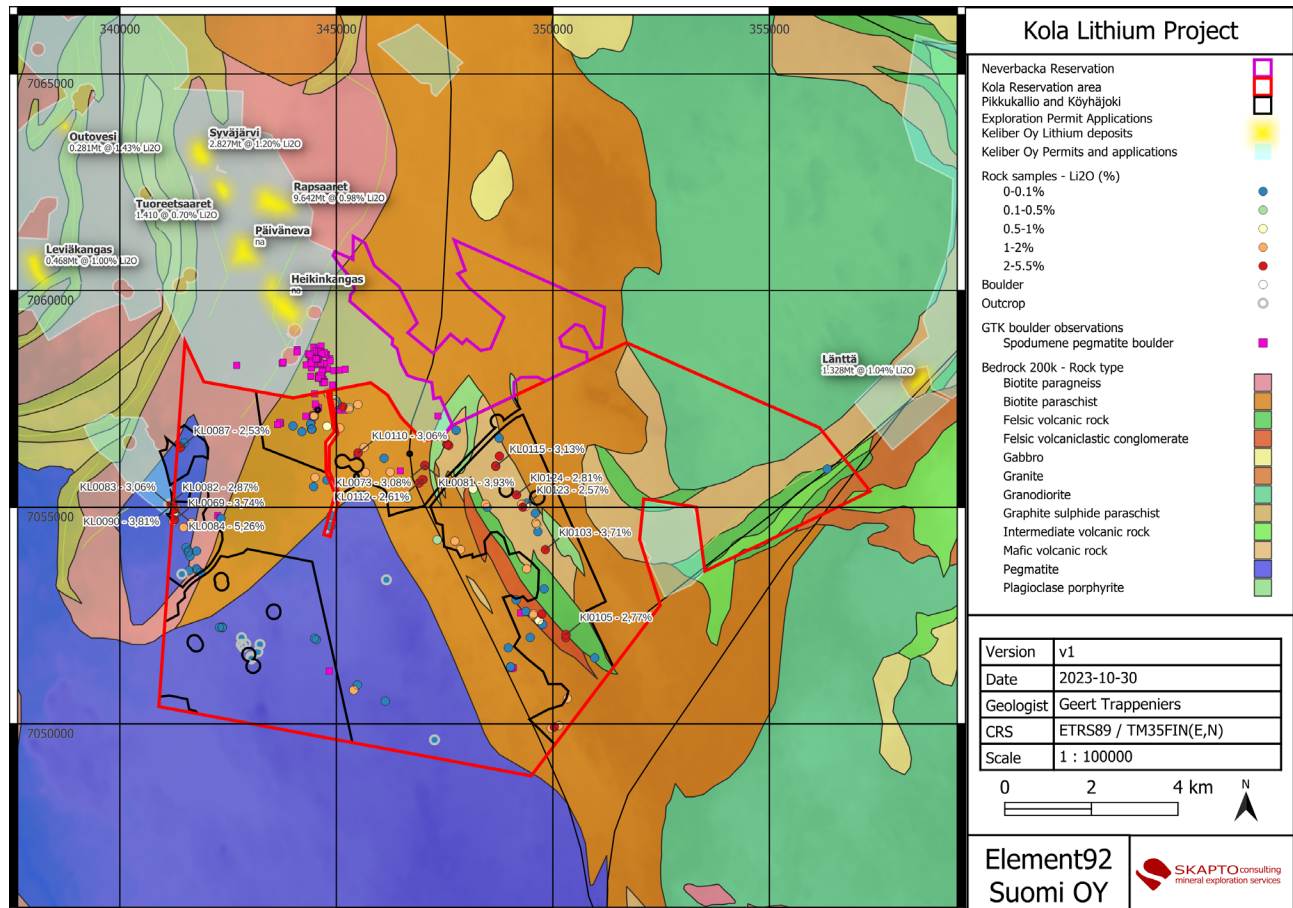 340000
345000
350000
355000
7065000
7060000
7055000
7050000
Outovesi
0.281Mt @ 1.43% Li2O
Syväjärvi
2.827Mt @ 1.20% Li2O
Rapsaaret
9.642Mt @ 0.98% Li2O
Tuoreetsaaret
1.410 @ 0.70% Li2O
Päiväneva
na
Leviäkangas
0.468Mt @ 1.00% Li2O
Heikinkangas
na
Länttä
1.328Mt @ 1.04% Li2O
KL0087 - 2,53%
KL0110 - 3,06%
KL0115 - 3,13%
KL0083 - 3,06%
KL0082 - 2,87%
KL0073 - 3,08%
KL0081 - 3,93%
Kl0124 - 2,81%
Kl0123 - 2,57%
KL0069 - 3,74%
KL0112 - 2,61%
KL0090 - 3,81%
KL0084 - 5,26%
Kl0103 - 3,71%
Kl0105 - 2,77%
Kola Lithium Project
Neverbacka Reservation
Kola Reservation area
Pikkukallio and Köyhäjoki
Exploration Permit Applications
Keliber Oy Lithium deposits
Keliber Oy Permits and applications
Rock samples - Li2O (%)
0-0.1%
0.1-0.5%
0.5-1%
1-2%
2-5.5%
Boulder
Outcrop
GTK boulder observations
Spodumene pegmatite boulder
Bedrock 200k - Rock type
Biotite paragneiss
Biotite paraschist
Felsic volcanic rock
Felsic volcaniclastic conglomerate
Gabbro
Granite
Granodiorite
Graphite sulphide paraschist
Intermediate volcanic rock
Mafic volcanic rock
Pegmatite
Plagioclase porphyrite
Version v1
Date 2023-10-30
Geologist Geert Trappeniers
CRS ETRS89 / TM35FIN(E,N)
Scale 1 : 100000
0 2 4 km
N
Element92
Suomi OY
SKAPTO consulting
mineral exploration services